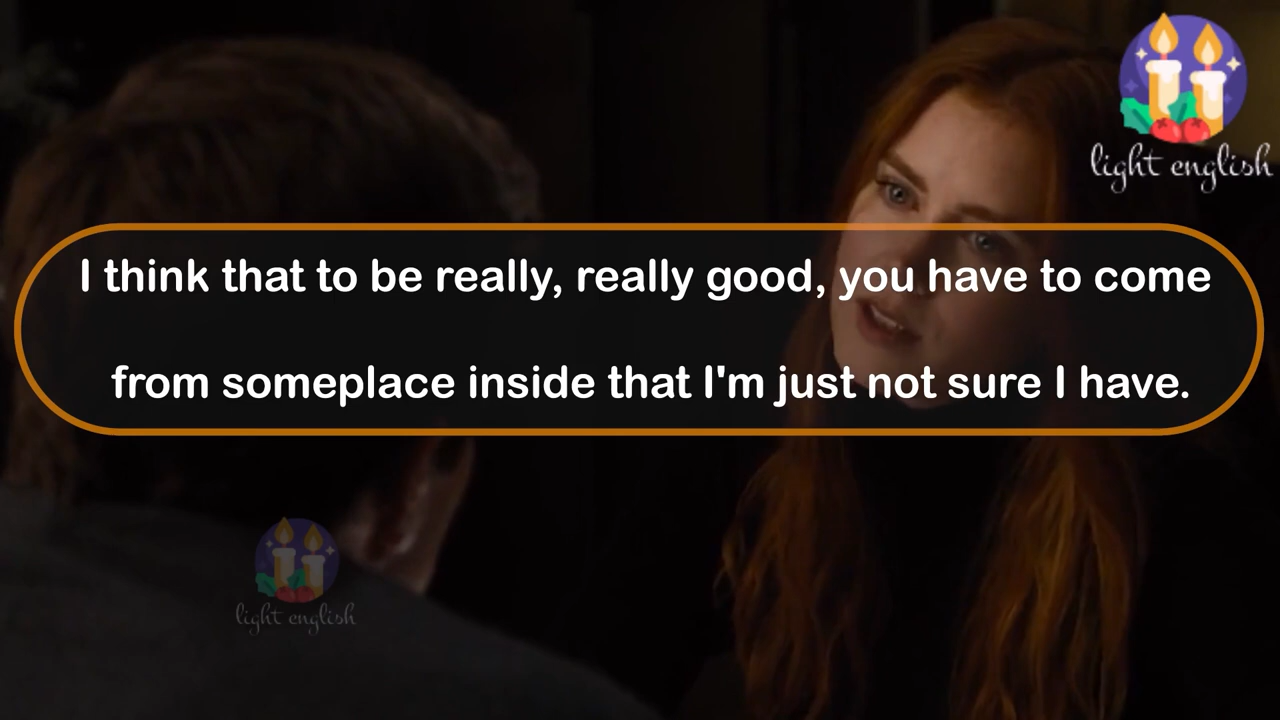 light english
I think that to be really, really good, you have to come
from someplace inside that I'm just not sure I have.
light english